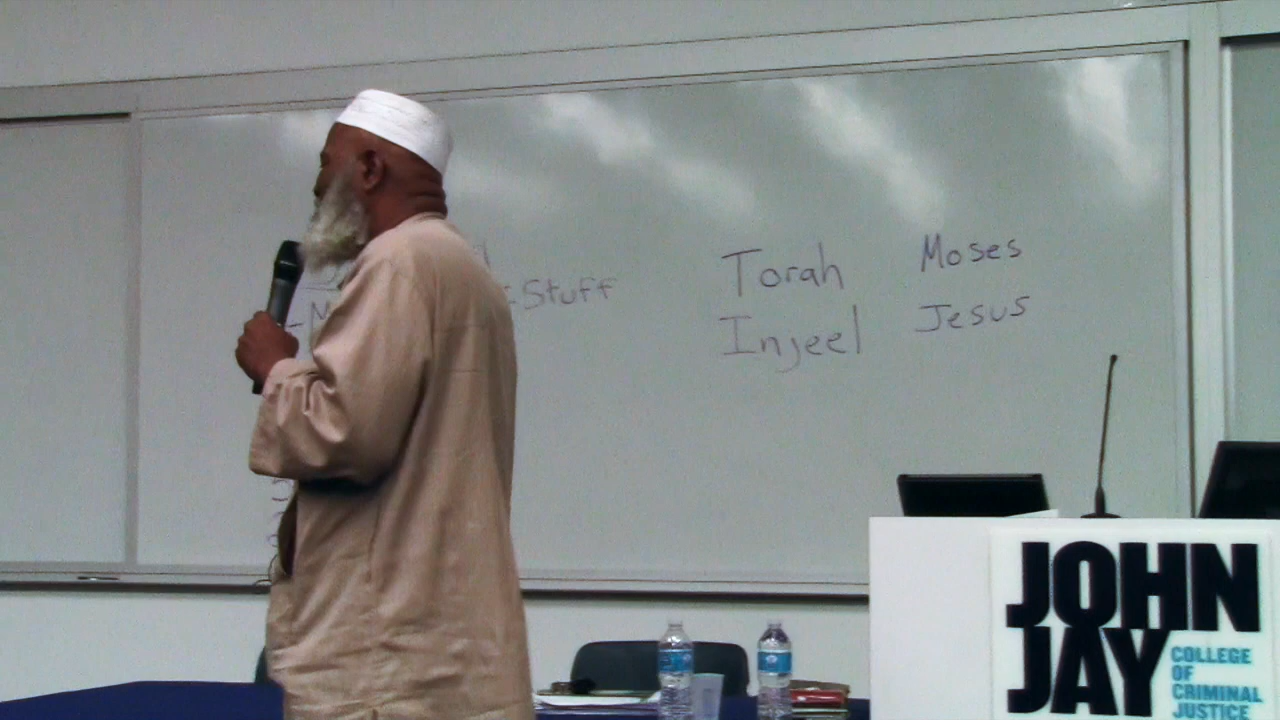 Stuff
Torah Moses
Injeel Jesus
JOHN
JAY
COLLEGE
OF
CRIMINAL
JUSTICE